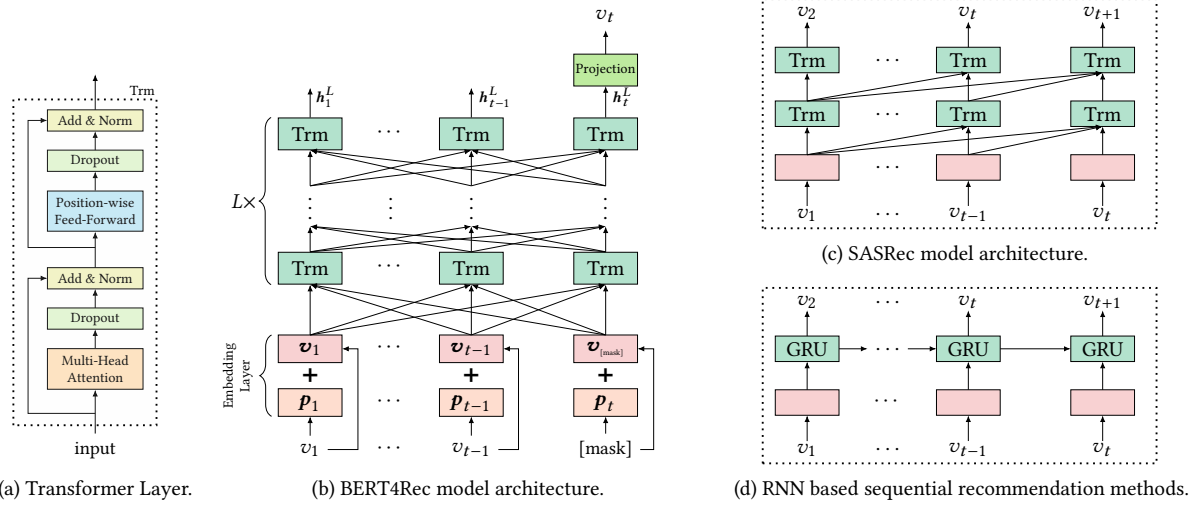 Trm
Add & Norm
Dropout
Position-wise
Feed-Forward
Add & Norm
Dropout
Multi-Head
Attention
input
(a) Transformer Layer.
v_t
Projection
h_1^L h_{t-1}^L h_t^L
Trm ··· Trm Trm
L×
Trm ··· Trm Trm
Embedding
Layer
v_1 v_{t-1} v_{[mask]}
+ + +
p_1 ··· p_{t-1} p_t
v_1 ··· v_{t-1} [mask]
(b) BERT4Rec model architecture.
v_2 v_t v_{t+1}
Trm ··· Trm Trm
Trm Trm Trm
v_1 ··· v_{t-1} v_t
(c) SASRec model architecture.
v_2 ··· v_t v_{t+1}
GRU ··· GRU GRU
···
v_1 ··· v_{t-1} v_t
(d) RNN based sequential recommendation methods.